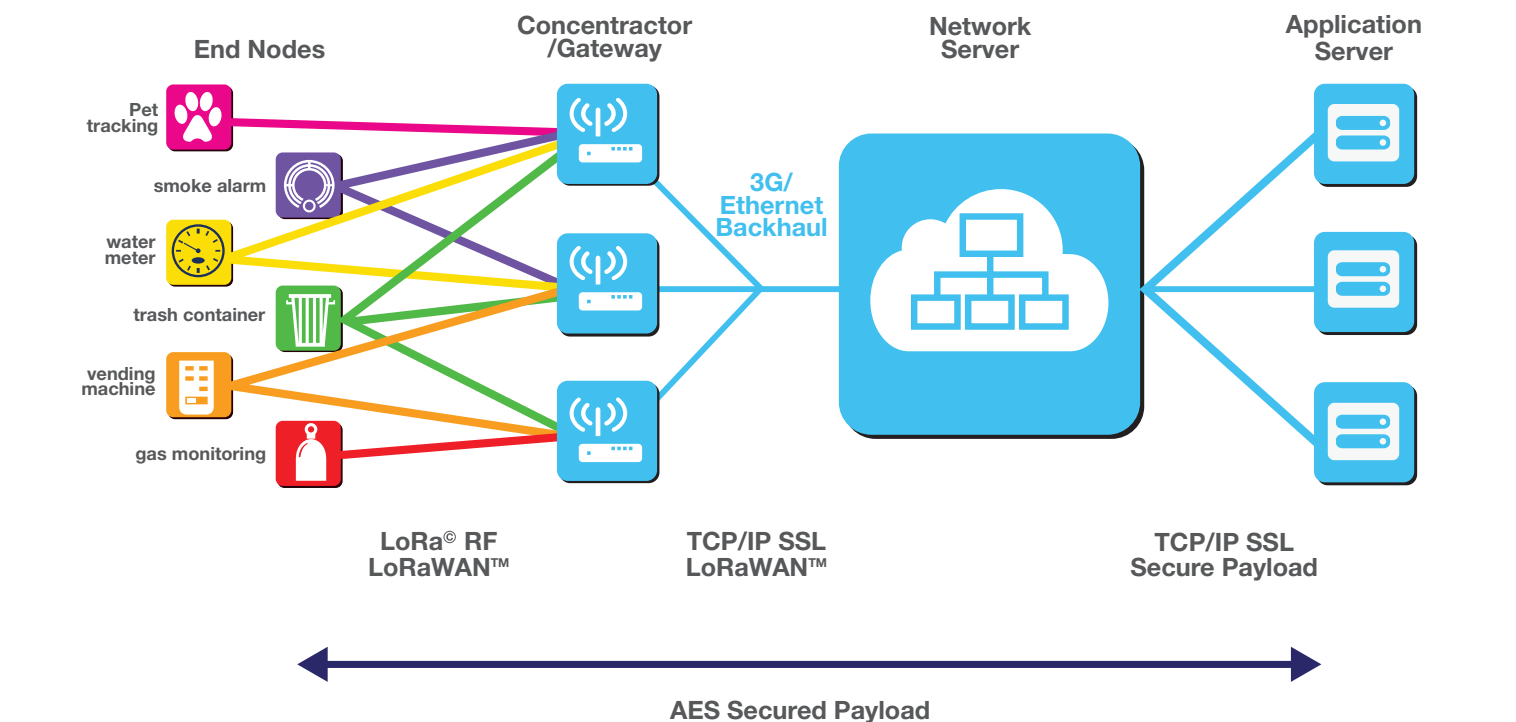 End Nodes
Concentractor
/Gateway
Network
Server
Application
Server
Pet
tracking
smoke alarm
water
meter
trash container
vending
machine
gas monitoring
3G/
Ethernet
Backhaul
LoRa© RF
LoRaWAN™
TCP/IP SSL
LoRaWAN™
TCP/IP SSL
Secure Payload
AES Secured Payload